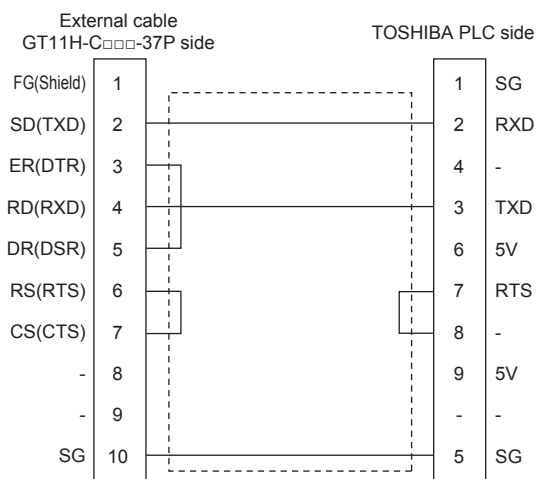 External cable
GT11H-C□□□-37P side
TOSHIBA PLC side
FG(Shield) 1 1 SG
SD(TXD) 2 2 RXD
ER(DTR) 3 4 -
RD(RXD) 4 3 TXD
DR(DSR) 5 6 5V
RS(RTS) 6 7 RTS
CS(CTS) 7 8 -
- 8 9 5V
- 9 - -
SG 10 5 SG